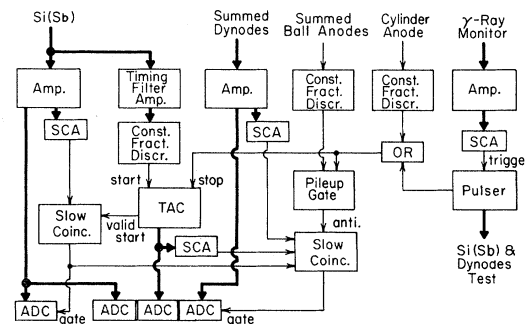 Si(Sb)
Summed
Dynodes
Summed
Ball Anodes
Cylinder
Anode
γ-Ray
Monitor
Amp.
Timing
Filter
Amp.
Amp.
Const.
Fract.
Discr.
Const.
Fract.
Discr.
Amp.
SCA
Const.
Fract.
Discr.
SCA
SCA
OR
trigge
start
stop
Pileup
Gate
Pulser
Slow
Coinc.
valid
start
TAC
anti.
SCA
Slow
Coinc.
Si(Sb) &
Dynodes
Test
ADC
gate
ADC
ADC
ADC
gate